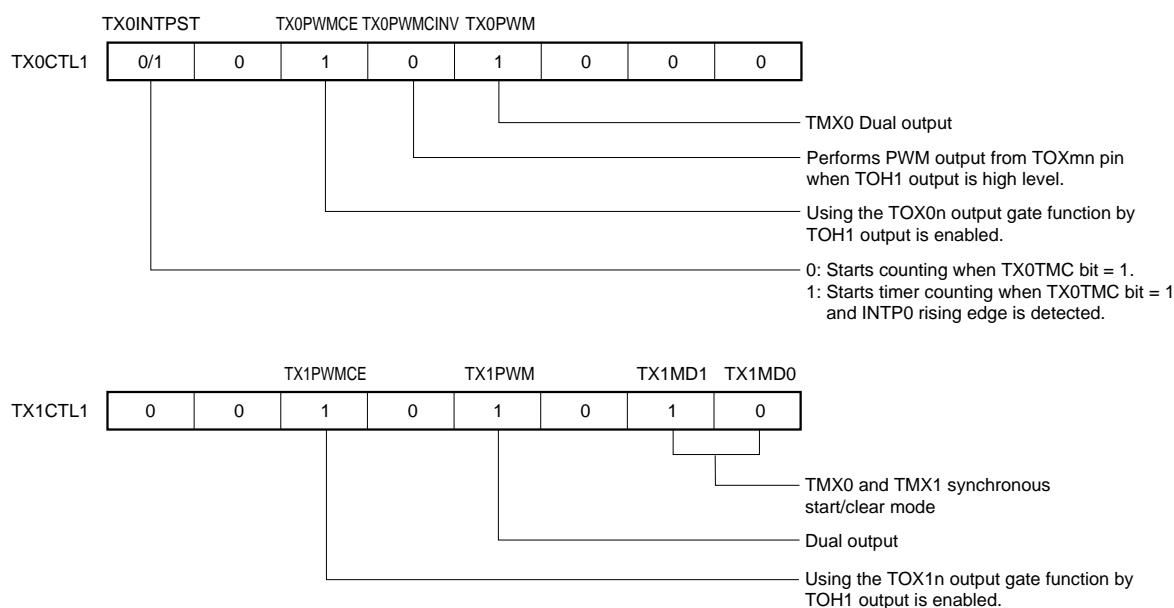 TX0INTPST TX0PWMCE TX0PWMCINV TX0PWM
TX0CTL1 0/1 0 1 0 1 0 0 0
TMX0 Dual output
Performs PWM output from TOXmn pin
when TOH1 output is high level.
Using the TOX0n output gate function by
TOH1 output is enabled.
0: Starts counting when TX0TMC bit = 1.
1: Starts timer counting when TX0TMC bit = 1
and INTP0 rising edge is detected.
TX1PWMCE TX1PWM TX1MD1 TX1MD0
TX1CTL1 0 0 1 0 1 0 1 0
TMX0 and TMX1 synchronous
start/clear mode
Dual output
Using the TOX1n output gate function by
TOH1 output is enabled.